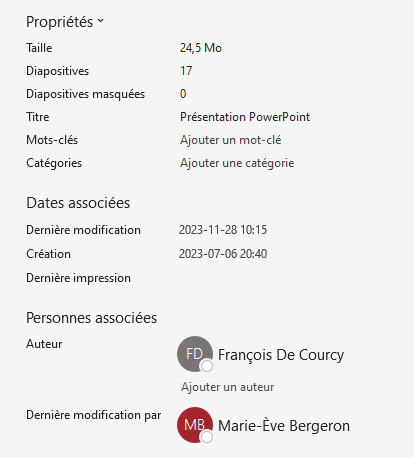 Propriétés
Taille 24,5 Mo
Diapositives 17
Diapositives masquées 0
Titre Présentation PowerPoint
Mots-clés Ajouter un mot-clé
Catégories Ajouter une catégorie
Dates associées
Dernière modification 2023-11-28 10:15
Création 2023-07-06 20:40
Dernière impression
Personnes associées
Auteur FD François De Courcy
Ajouter un auteur
Dernière modification par MB Marie-Ève Bergeron